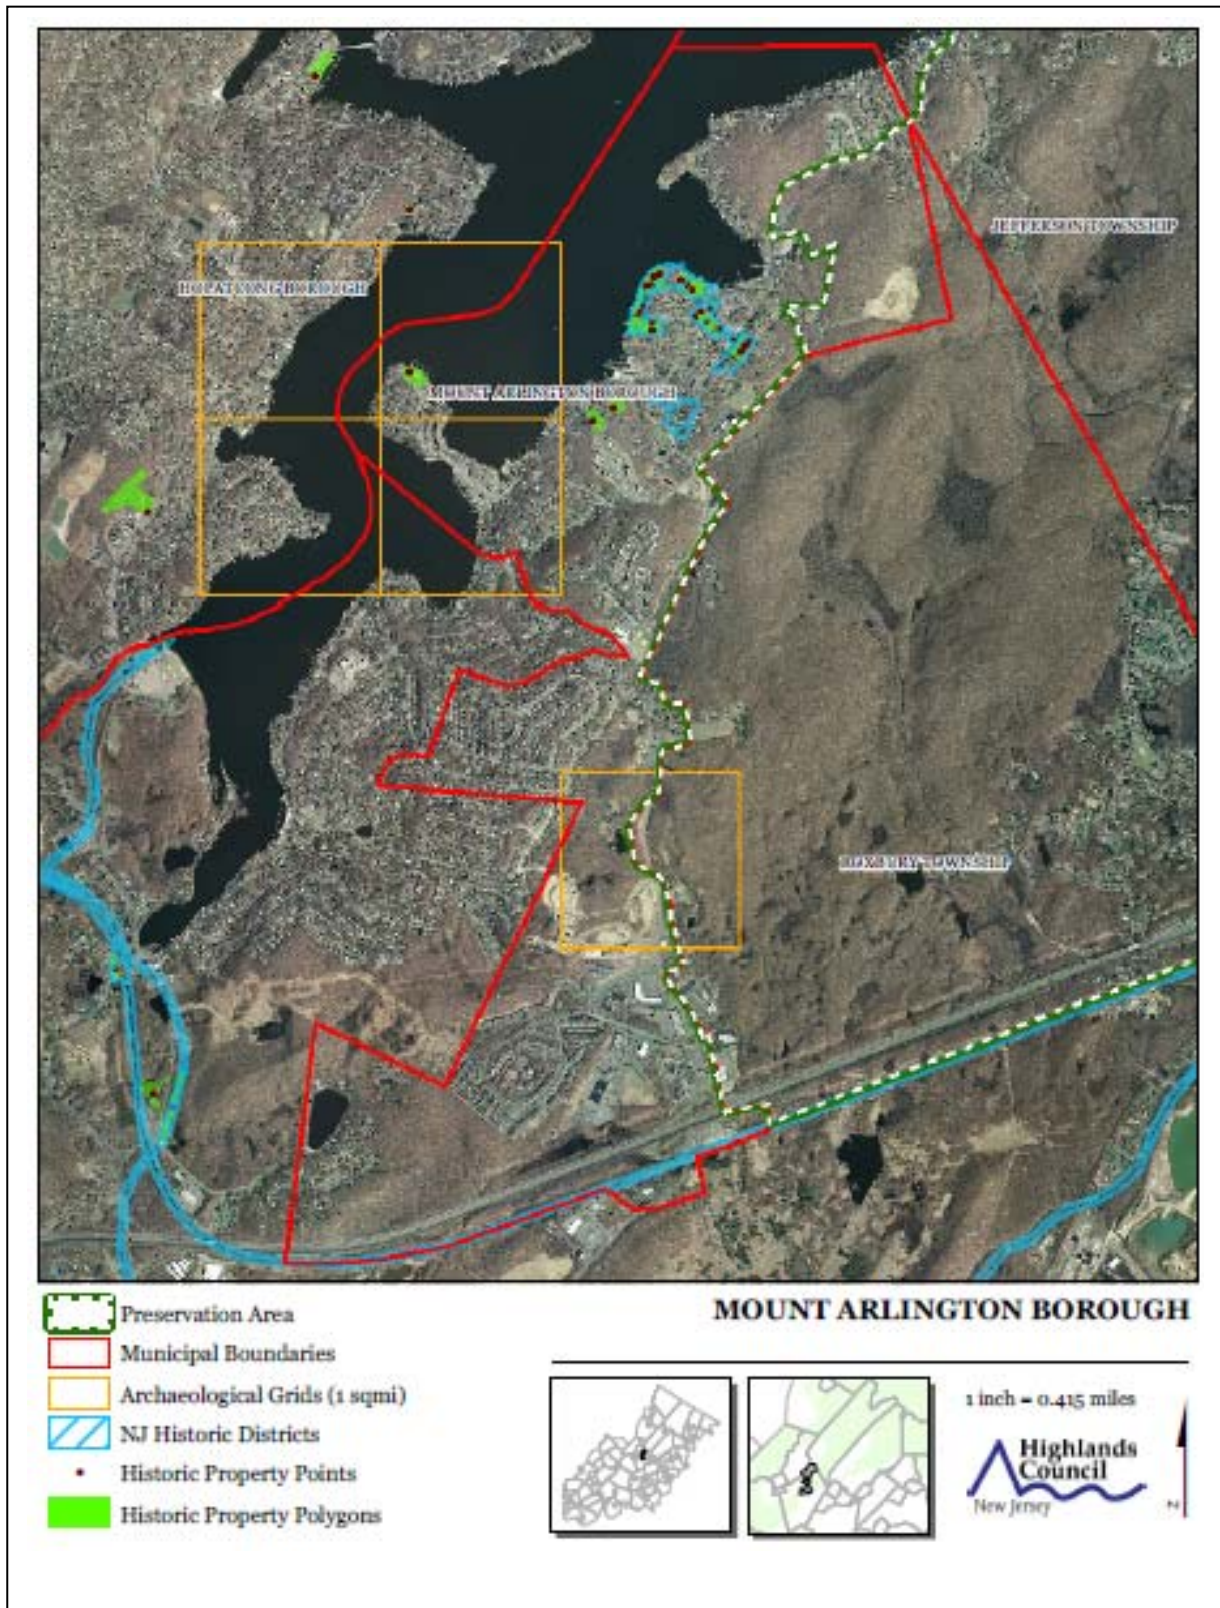 JEFFERSON TOWNSHIP
HOPATCONG BOROUGH
MOUNT ARLINGTON BOROUGH
ROXBURY TOWNSHIP
MOUNT ARLINGTON BOROUGH
Preservation Area
Municipal Boundaries
Archaeological Grids (1 sqmi)
NJ Historic Districts
Historic Property Points
Historic Property Polygons
1 inch = 0.415 miles
Highlands
Council
New Jersey
N